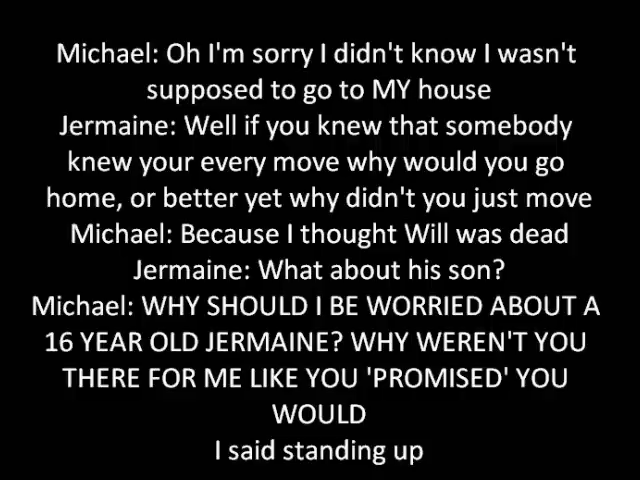 Michael: Oh I'm sorry I didn't know I wasn't
supposed to go to MY house
Jermaine: Well if you knew that somebody
knew your every move why would you go
home, or better yet why didn't you just move
Michael: Because I thought Will was dead
Jermaine: What about his son?
Michael: WHY SHOULD I BE WORRIED ABOUT A
16 YEAR OLD JERMAINE? WHY WEREN'T YOU
THERE FOR ME LIKE YOU 'PROMISED' YOU
WOULD
I said standing up